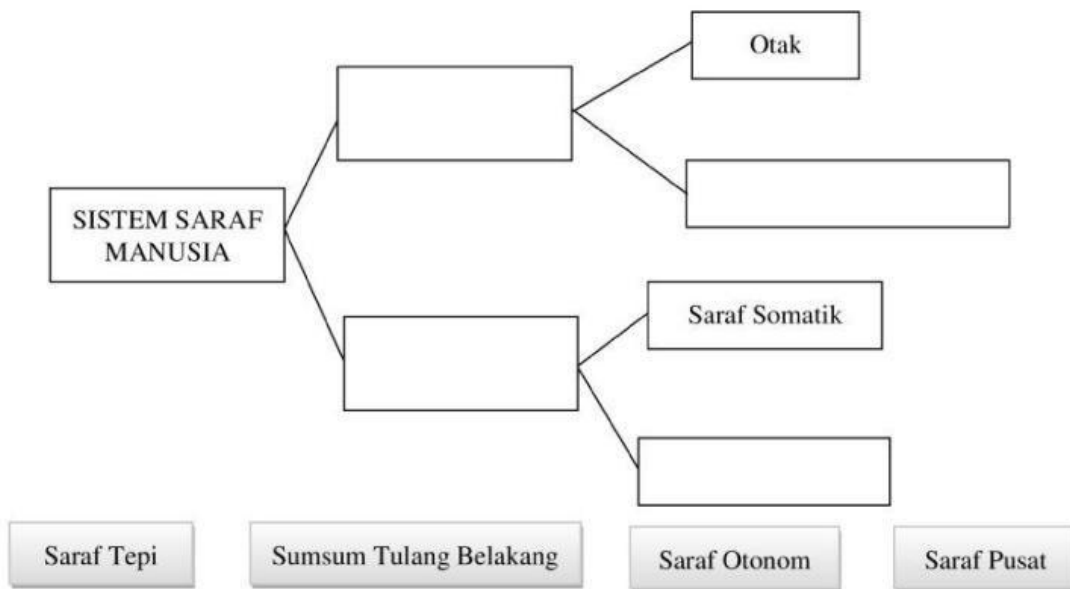 Otak
SISTEM SARAF
MANUSIA
Saraf Somatik
Saraf Tepi
Sumsum Tulang Belakang
Saraf Otonom
Saraf Pusat